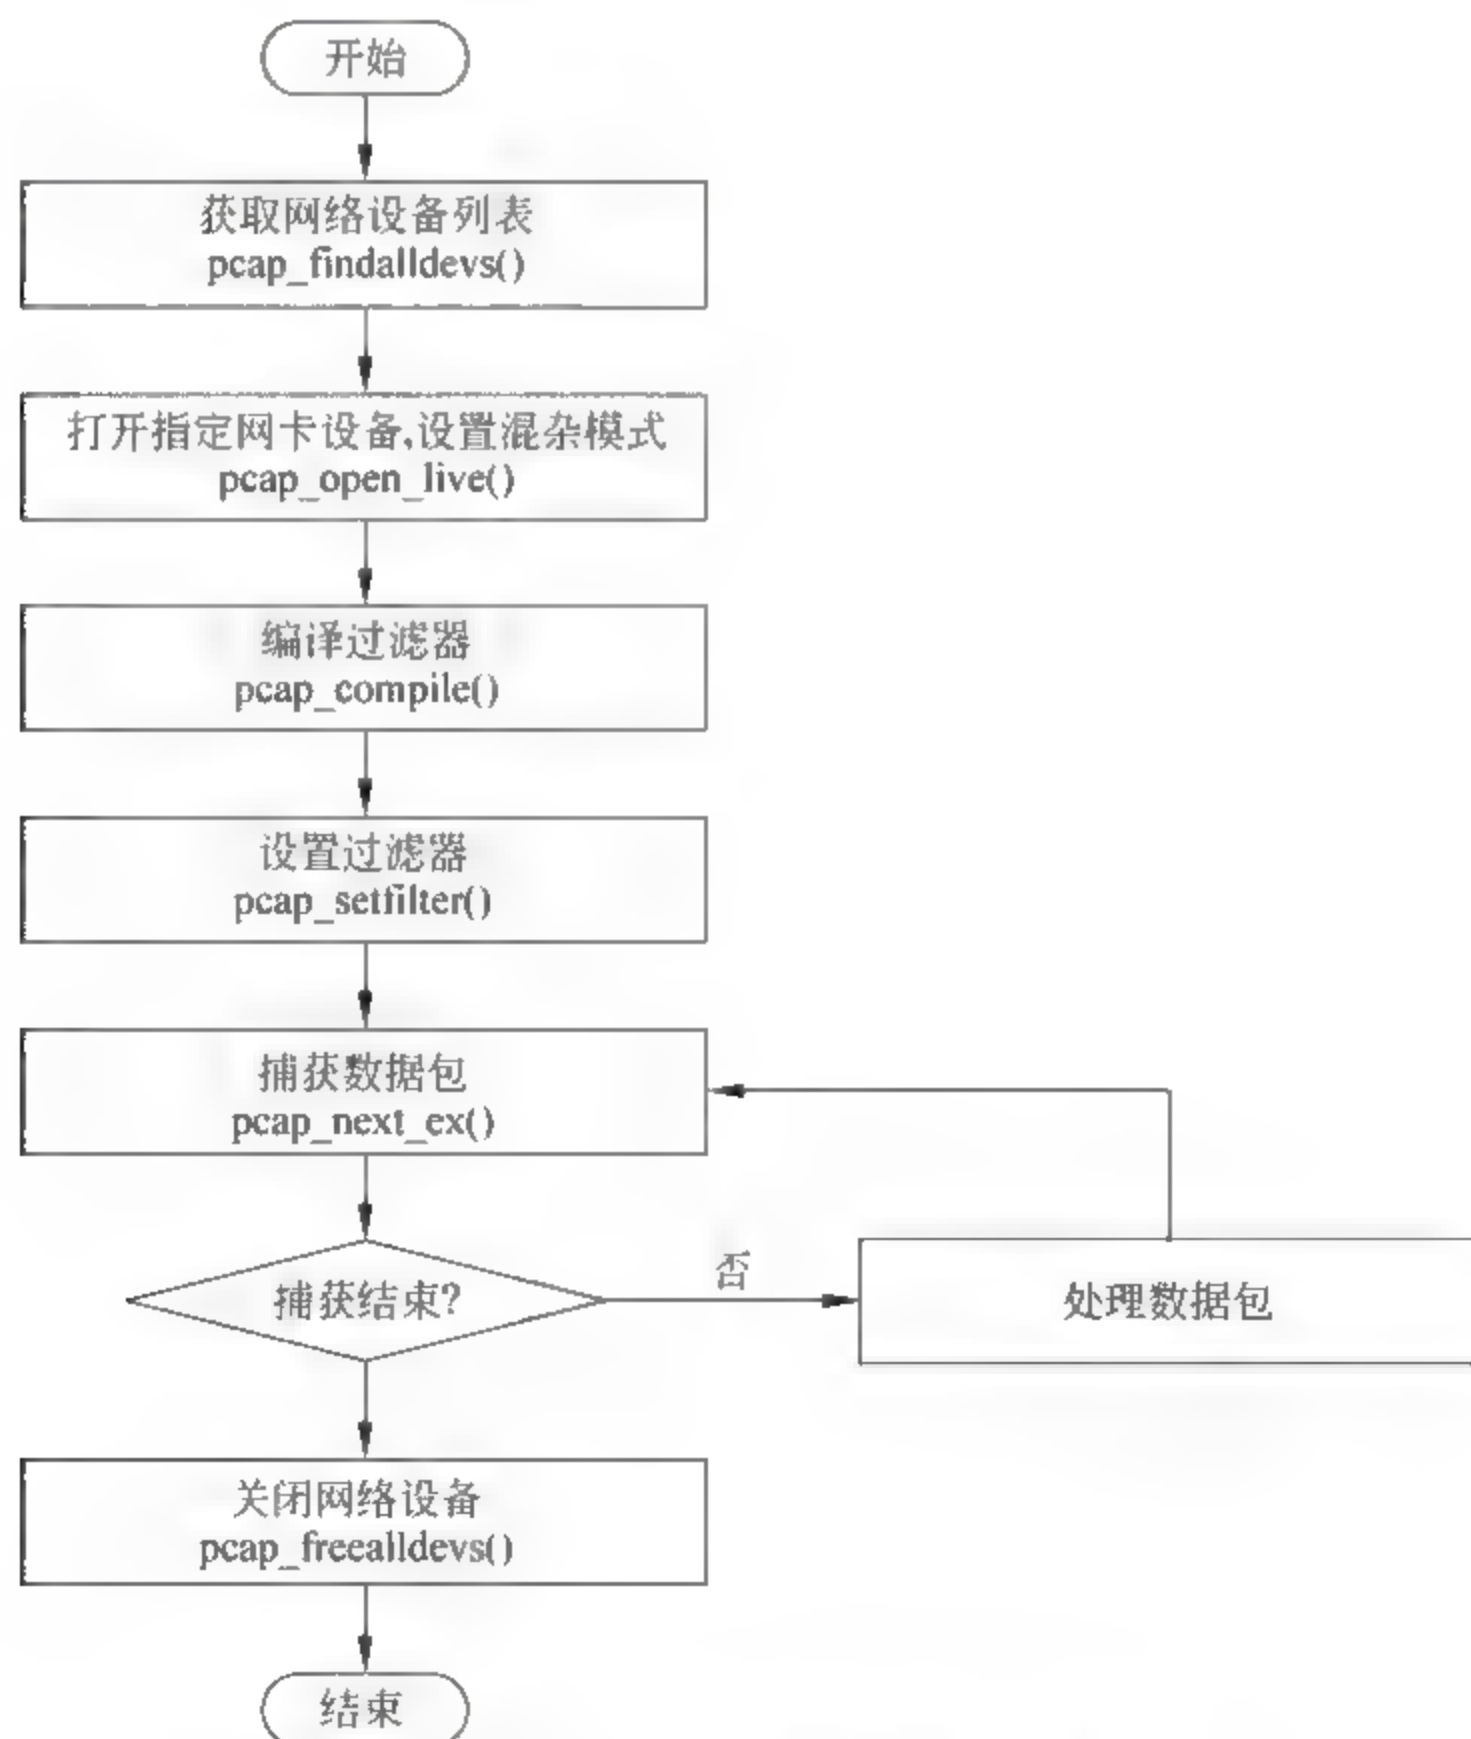 开始
获取网络设备列表
pcap_findalldevs()
打开指定网卡设备,设置混杂模式
pcap_open_live()
编译过滤器
pcap_compile()
设置过滤器
pcap_setfilter()
捕获数据包
pcap_next_ex()
捕获结束?
否
处理数据包
关闭网络设备
pcap_freealldevs()
结束